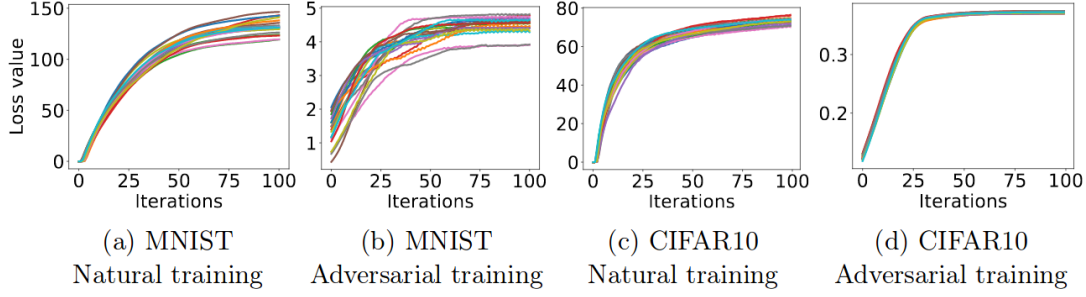 Loss value
150
100
50
0
0 25 50 75 100
Iterations
5
4
3
2
1
0 25 50 75 100
Iterations
80
60
40
20
0
0 25 50 75 100
Iterations
0.3
0.2
0 25 50 75 100
Iterations
(a) MNIST
Natural training
(b) MNIST
Adversarial training
(c) CIFAR10
Natural training
(d) CIFAR10
Adversarial training